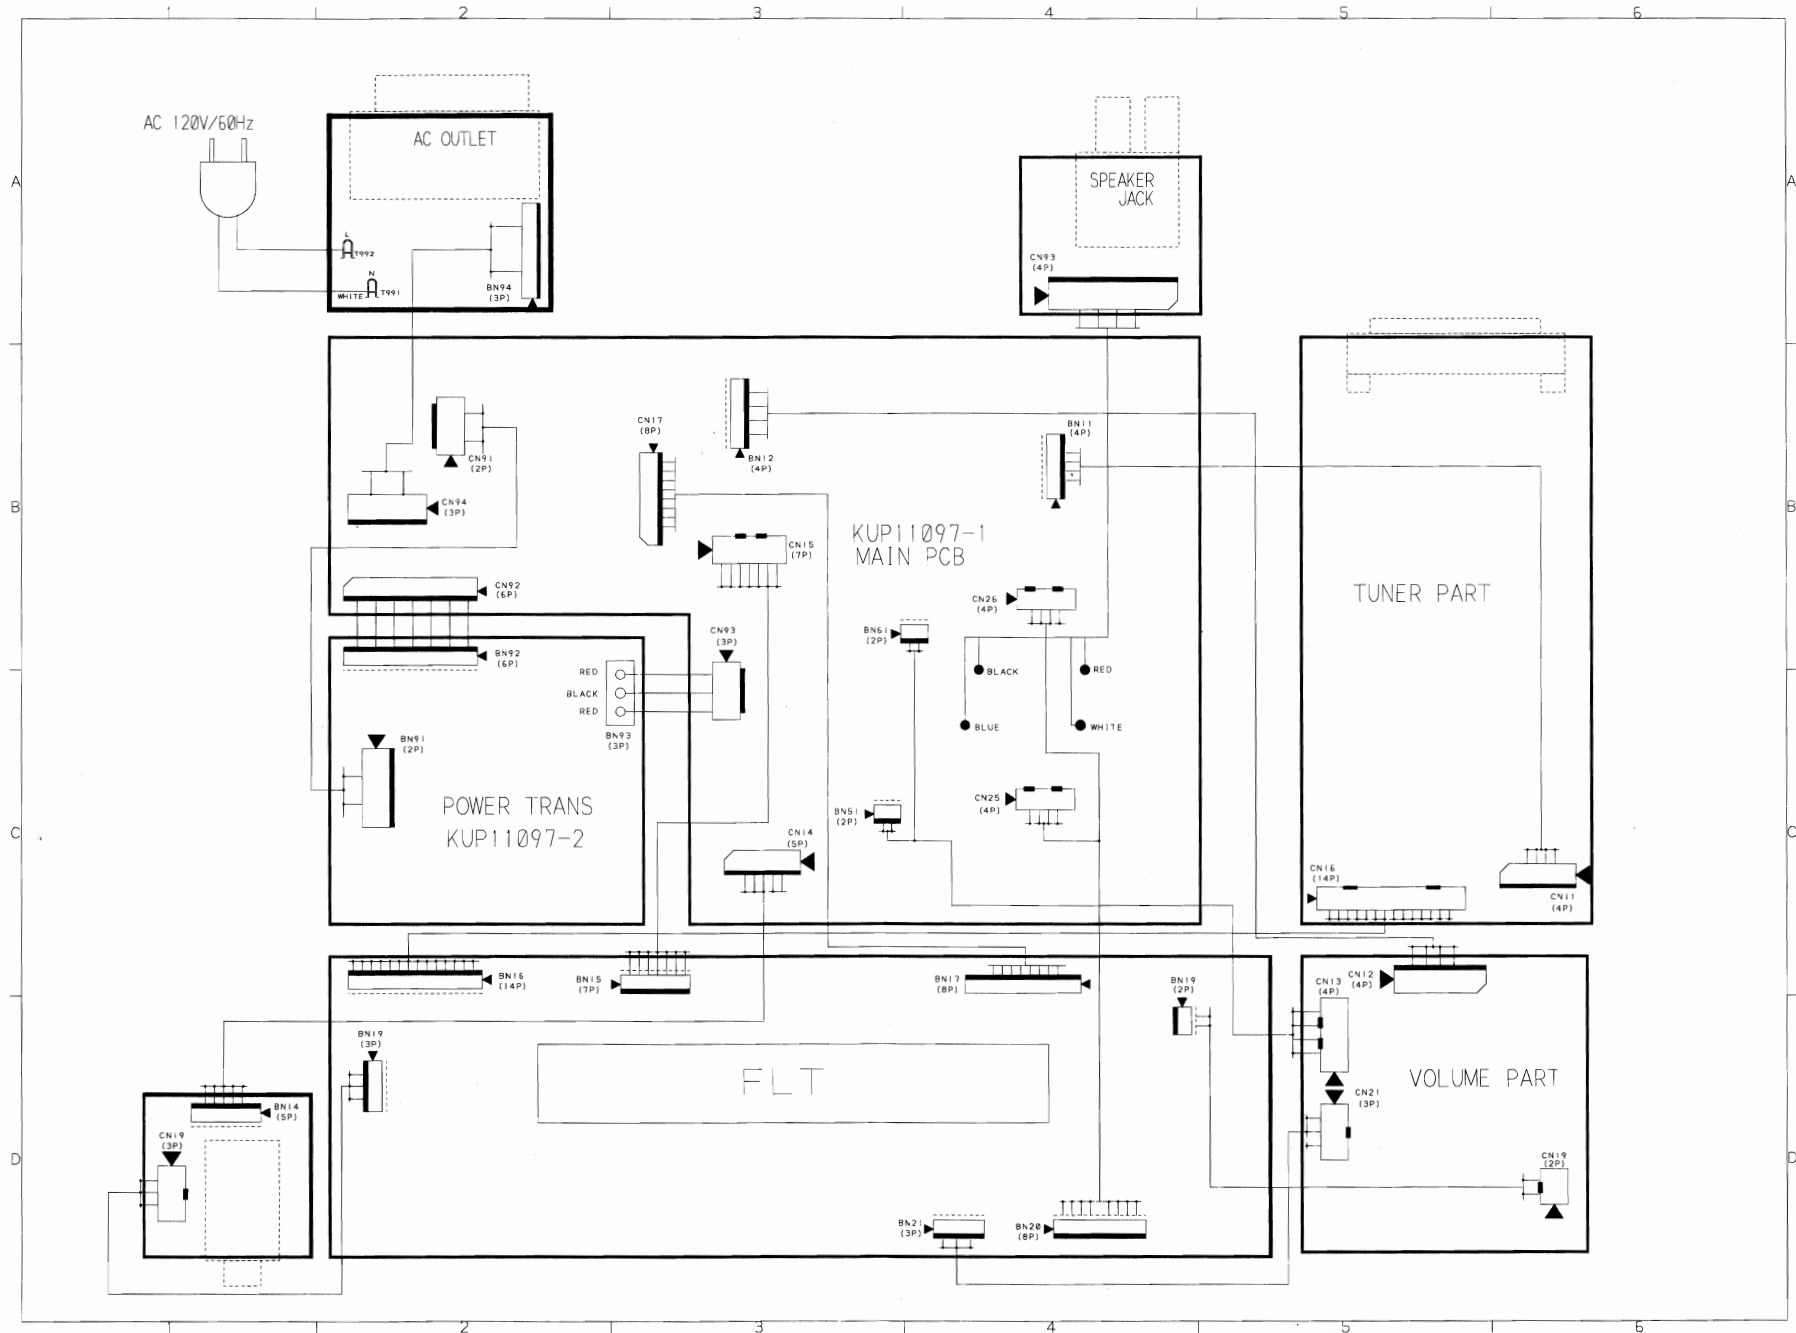 2
3
4
5
6
AC 120V/60Hz
AC OUTLET
A
A
SPEAKER
JACK
L
T992
N
WHITE
T991
BN94
(3P)
CN93
(4P)
CN17
(8P)
BN11
(4P)
CN91
(2P)
BN12
(4P)
CN94
(3P)
B
B
KUP11097-1
MAIN PCB
CN15
(7P)
CN92
(6P)
CN26
(4P)
TUNER PART
BN61
(2P)
CN93
(3P)
BN92
(6P)
RED
BLACK
RED
BN93
(3P)
BLACK
RED
BLUE
WHITE
BN91
(2P)
POWER TRANS
KUP11097-2
CN25
(4P)
BN51
(2P)
C
C
CN14
(5P)
CN16
(14P)
CN11
(4P)
BN16
(14P)
BN15
(7P)
BN17
(8P)
BN19
(2P)
CN13
(4P)
CN12
(4P)
BN19
(3P)
FLT
VOLUME PART
CN21
(3P)
BN14
(5P)
CN19
(3P)
D
D
CN19
(2P)
BN21
(3P)
BN20
(8P)
2
3
4
5
6